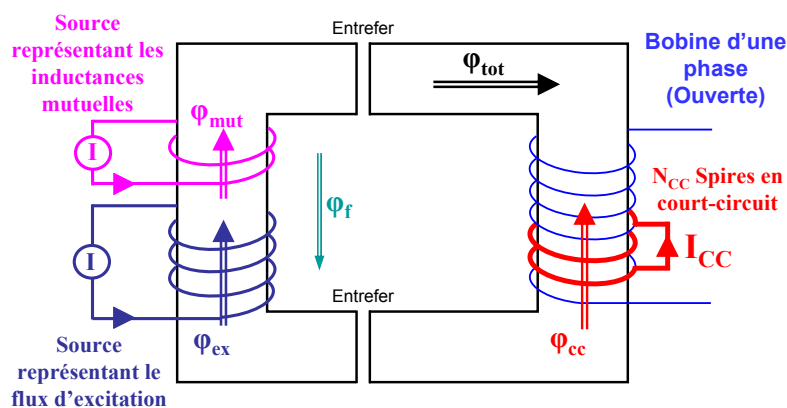 Source
représentant les
inductances
mutuelles
I
φmut
Entrefer
φtot
Bobine d'une
phase
(Ouverte)
φf
NCC Spires en
court-circuit
ICC
I
φex
Entrefer
φcc
Source
représentant le
flux d'excitation